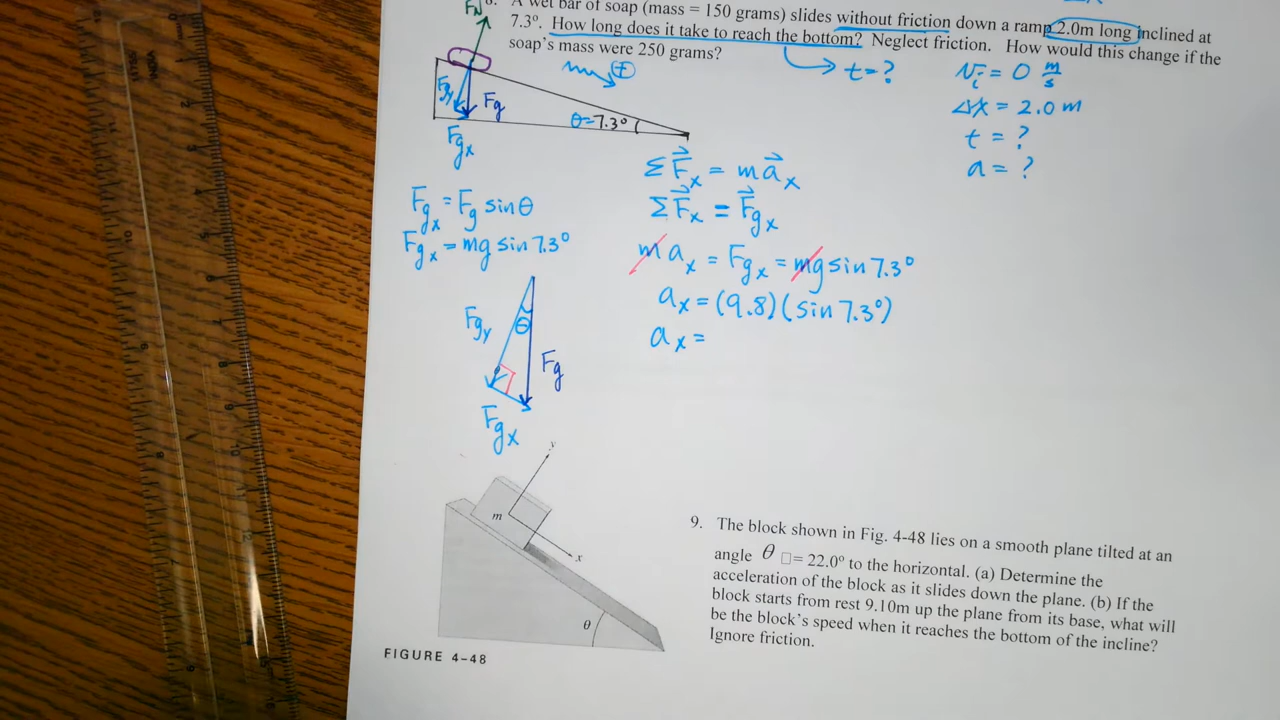 A wet bar of soap (mass = 150 grams) slides without friction down a ramp 2.0m long inclined at
7.3º. How long does it take to reach the bottom? Neglect friction. How would this change if the
soap's mass were 250 grams?
t = ?
FN
+
Fgy
Fg
θ=7.3°
Fgx
Vi = 0 m/s
Δx = 2.0 m
t = ?
a = ?
ΣFx = max
ΣFx = Fgx
max = Fgx = mg sin 7.3°
ax = (9.8)(sin 7.3°)
ax =
Fgx = Fg sinθ
Fgx = mg sin 7.3°
Fgy
θ
Fg
Fgx
y
m
x
θ
FIGURE 4-48
9. The block shown in Fig. 4-48 lies on a smooth plane tilted at an
angle θ □= 22.0º to the horizontal. (a) Determine the
acceleration of the block as it slides down the plane. (b) If the
block starts from rest 9.10m up the plane from its base, what will
be the block's speed when it reaches the bottom of the incline?
Ignore friction.